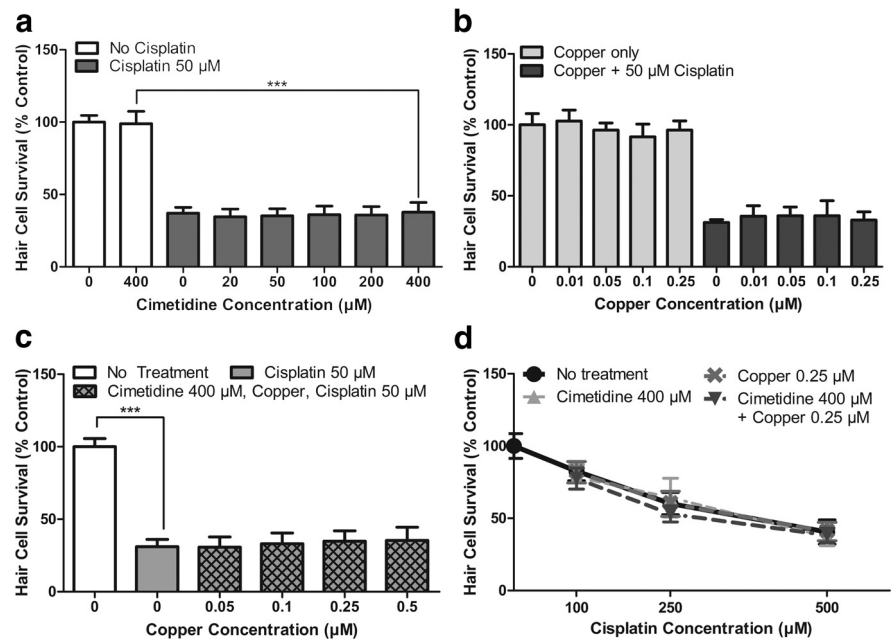 a
No Cisplatin
Cisplatin 50 μM
***
Hair Cell Survival (% Control)
150
100
50
0
0 400 0 20 50 100 200 400
Cimetidine Concentration (μM)
b
Copper only
Copper + 50 μM Cisplatin
Hair Cell Survival (% Control)
150
100
50
0
0 0.01 0.05 0.1 0.25 0 0.01 0.05 0.1 0.25
Copper Concentration (μM)
c
No Treatment Cisplatin 50 μM
Cimetidine 400 μM, Copper, Cisplatin 50 μM
***
Hair Cell Survival (% Control)
150
100
50
0
0 0 0.05 0.1 0.25 0.5
Copper Concentration (μM)
d
No treatment
Cimetidine 400 μM
Copper 0.25 μM
Cimetidine 400 μM
+ Copper 0.25 μM
Hair Cell Survival (% Control)
150
100
50
0
100 250 500
Cisplatin Concentration (μM)